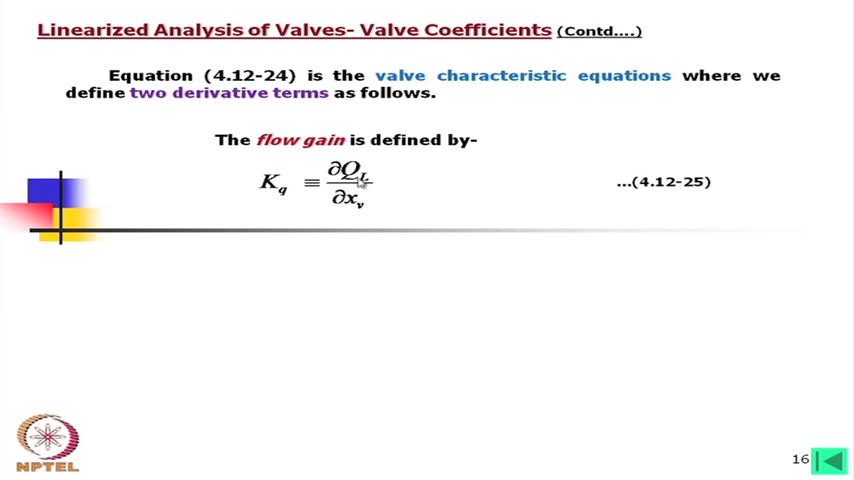 Linearized Analysis of Valves- Valve Coefficients (Contd....)
Equation (4.12-24) is the valve characteristic equations where we
define two derivative terms as follows.
The flow gain is defined by-
K_q ≡ ∂Q_L / ∂x_v ...(4.12-25)
NPTEL
16